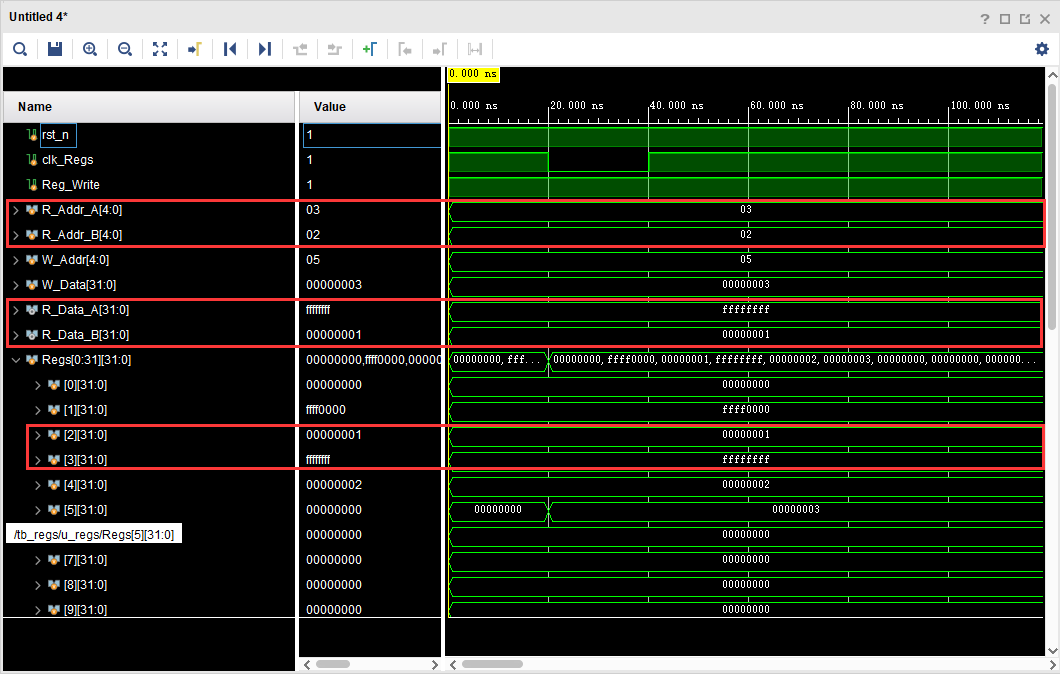 Untitled 4*
?
0.000 ns
Name Value
0.000 ns 20.000 ns 40.000 ns 60.000 ns 80.000 ns 100.000 ns
rst_n 1
clk_Regs 1
Reg_Write 1
R_Addr_A[4:0] 03 03
R_Addr_B[4:0] 02 02
W_Addr[4:0] 05 05
W_Data[31:0] 00000003 00000003
R_Data_A[31:0] ffffffff ffffffff
R_Data_B[31:0] 00000001 00000001
Regs[0:31][31:0] 00000000,ffff0000,00000 00000000, fff... 00000000, ffff0000, 00000001, ffffffff, 00000002, 00000003, 00000000, 00000000, 000000...
[0][31:0] 00000000 00000000
[1][31:0] ffff0000 ffff0000
[2][31:0] 00000001 00000001
[3][31:0] ffffffff ffffffff
[4][31:0] 00000002 00000002
[5][31:0] 00000000 00000000 00000003
/tb_regs/u_regs/Regs[5][31:0] 00000000 00000000
[7][31:0] 00000000 00000000
[8][31:0] 00000000 00000000
[9][31:0] 00000000 00000000